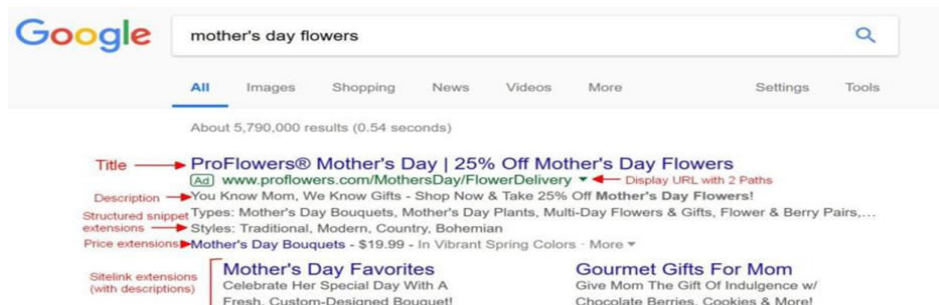 Google mother's day flowers
All Images Shopping News Videos More Settings Tools
About 5,790,000 results (0.54 seconds)
Title ProFlowers® Mother's Day | 25% Off Mother's Day Flowers
Ad www.proflowers.com/MothersDay/FlowerDelivery Display URL with 2 Paths
Description You Know Mom, We Know Gifts - Shop Now & Take 25% Off Mother's Day Flowers!
Structured snippet Types: Mother's Day Bouquets, Mother's Day Plants, Multi-Day Flowers & Gifts, Flower & Berry Pairs,...
extensions Styles: Traditional, Modern, Country, Bohemian
Price extensions Mother's Day Bouquets - $19.99 - In Vibrant Spring Colors · More
Sitelink extensions
(with descriptions)
Mother's Day Favorites
Celebrate Her Special Day With A
Fresh, Custom-Designed Bouquet!
Gourmet Gifts For Mom
Give Mom The Gift Of Indulgence w/
Chocolate Berries, Cookies & More!